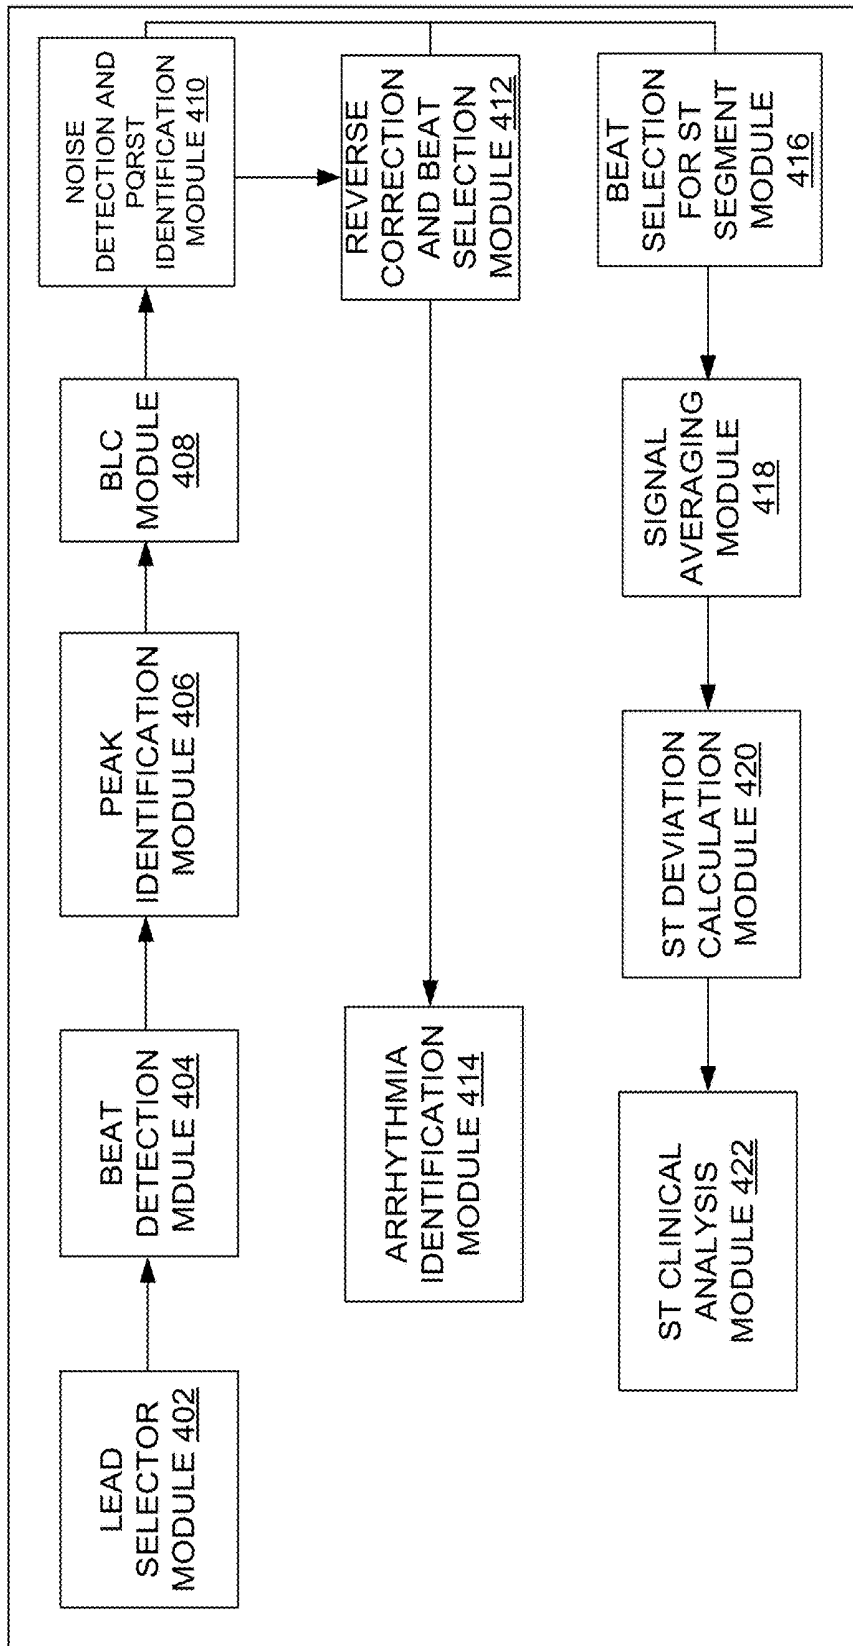 LEAD
SELECTOR
MODULE 402
BEAT
DETECTION
MDULE 404
PEAK
IDENTIFICATION
MODULE 406
BLC
MODULE
408
NOISE
DETECTION AND
PQRST
IDENTIFICATION
MODULE 410
ARRHYTHMIA
IDENTIFICATION
MODULE 414
REVERSE
CORRECTION
AND BEAT
SELECTION
MODULE 412
ST CLINICAL
ANALYSIS
MODULE 422
ST DEVIATION
CALCULATION
MODULE 420
SIGNAL
AVERAGING
MODULE
418
BEAT
SELECTION
FOR ST
SEGMENT
MODULE
416